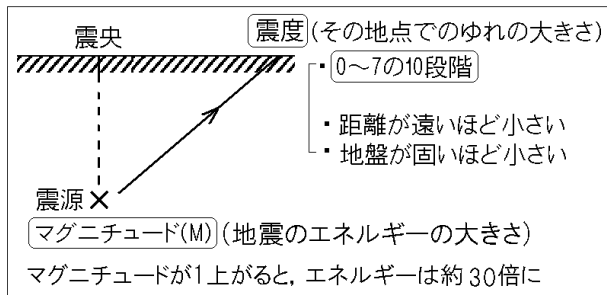 震央
震度(その地点でのゆれの大きさ)
・0～7の10段階
・距離が遠いほど小さい
・地盤が固いほど小さい
震源
マグニチュード(M)(地震のエネルギーの大きさ)
マグニチュードが1上がると, エネルギーは約30倍に